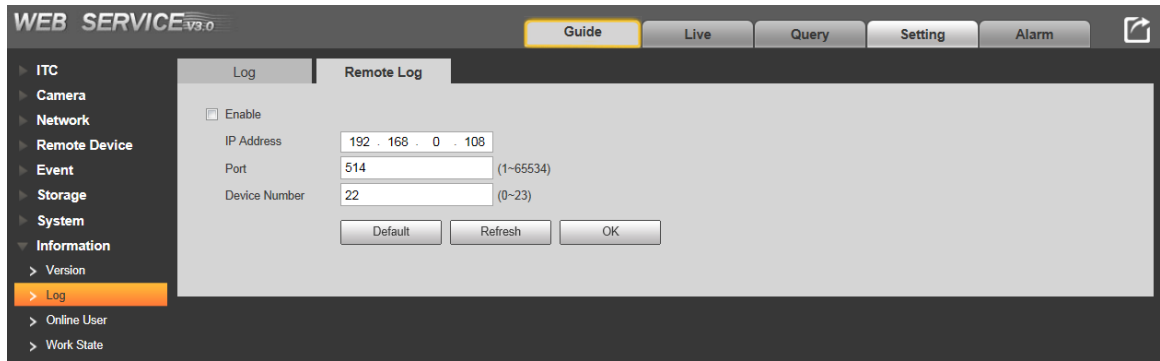 WEB SERVICE V3.0
Guide Live Query Setting Alarm
ITC
Camera
Network
Remote Device
Event
Storage
System
Information
> Version
> Log
> Online User
> Work State
Log Remote Log
Enable
IP Address 192 . 168 . 0 . 108
Port 514 (1~65534)
Device Number 22 (0~23)
Default Refresh OK